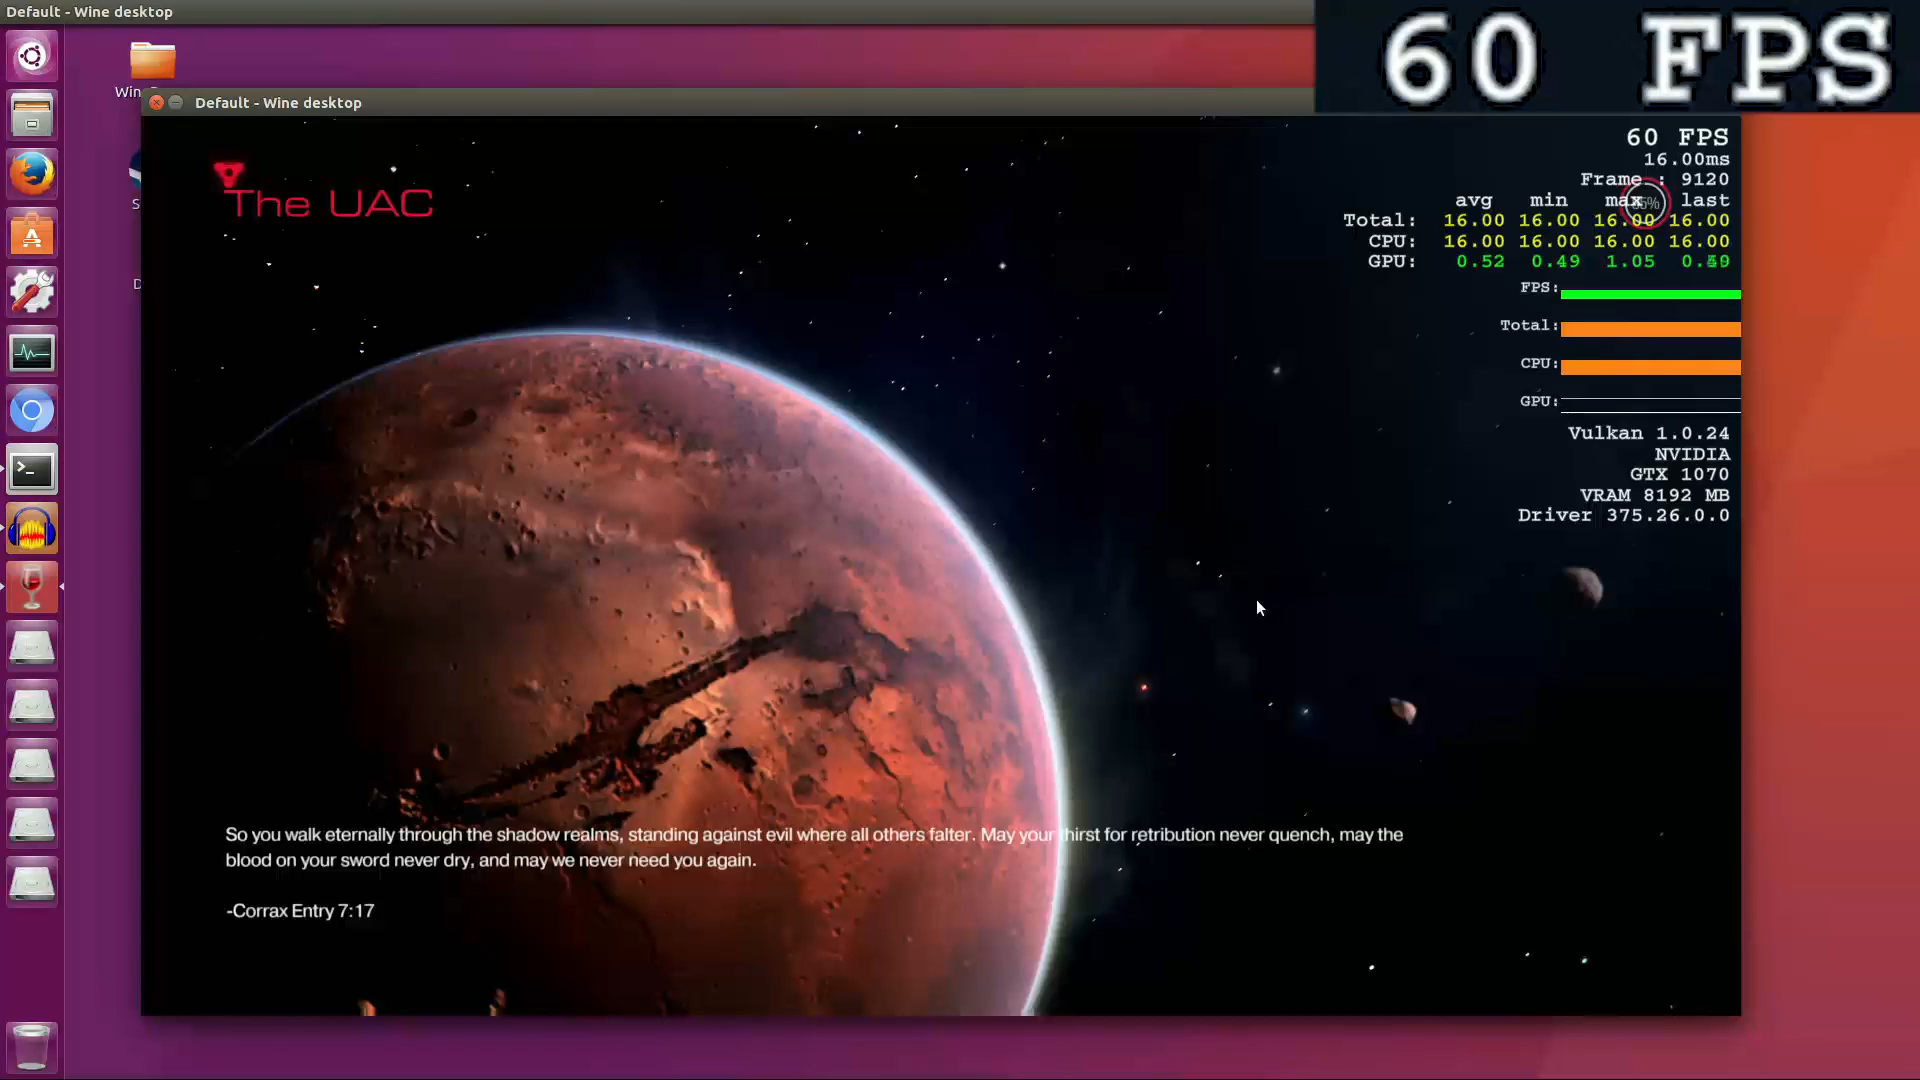 Default - Wine desktop
60 FPS
Win
Default - Wine desktop
The UAC
60 FPS
16.00ms
Frame : 9120
avg min max last
Total: 16.00 16.00 16.00 16.00
CPU: 16.00 16.00 16.00 16.00
GPU: 0.52 0.49 1.05
FPS:
Total:
CPU:
GPU:
Vulkan 1.0.24
NVIDIA
GTX 1070
VRAM 8192 MB
Driver 375.26.0.0
S
D
So you walk eternally through the shadow realms, standing against evil where all others falter. May your thirst for retribution never quench, may the
blood on your sword never dry, and may we never need you again.
-Corrax Entry 7:17